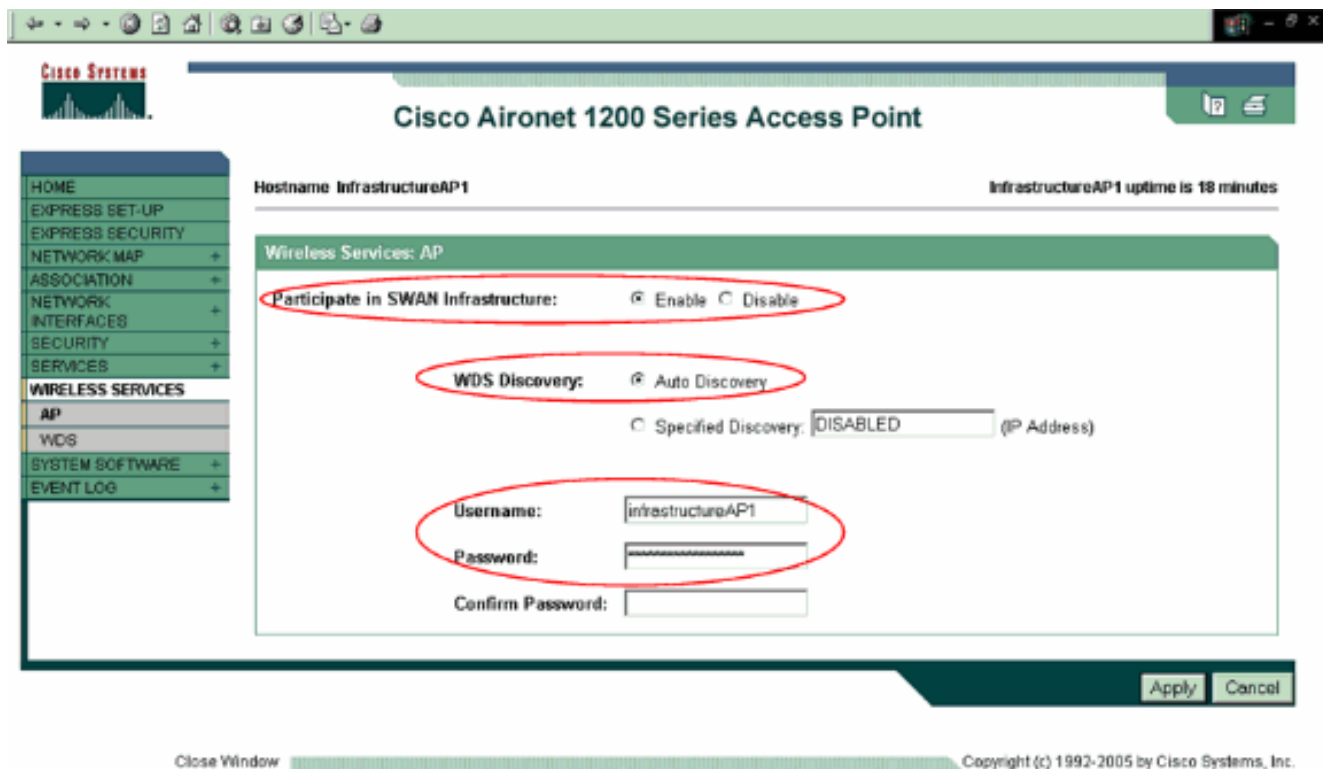 CISCO SYSTEMS
Cisco Aironet 1200 Series Access Point
HOME
EXPRESS SET-UP
EXPRESS SECURITY
NETWORK MAP +
ASSOCIATION +
NETWORK INTERFACES +
SECURITY +
SERVICES +
WIRELESS SERVICES
AP
WDS
SYSTEM SOFTWARE +
EVENT LOG +
Hostname InfrastructureAP1
InfrastructureAP1 uptime is 18 minutes
Wireless Services: AP
Participate in SWAN Infrastructure: Enable Disable
WDS Discovery: Auto Discovery
Specified Discovery: DISABLED (IP Address)
Username: infrastructureAP1
Password:
Confirm Password:
Apply Cancel
Close Window
Copyright (c) 1992-2005 by Cisco Systems, Inc.